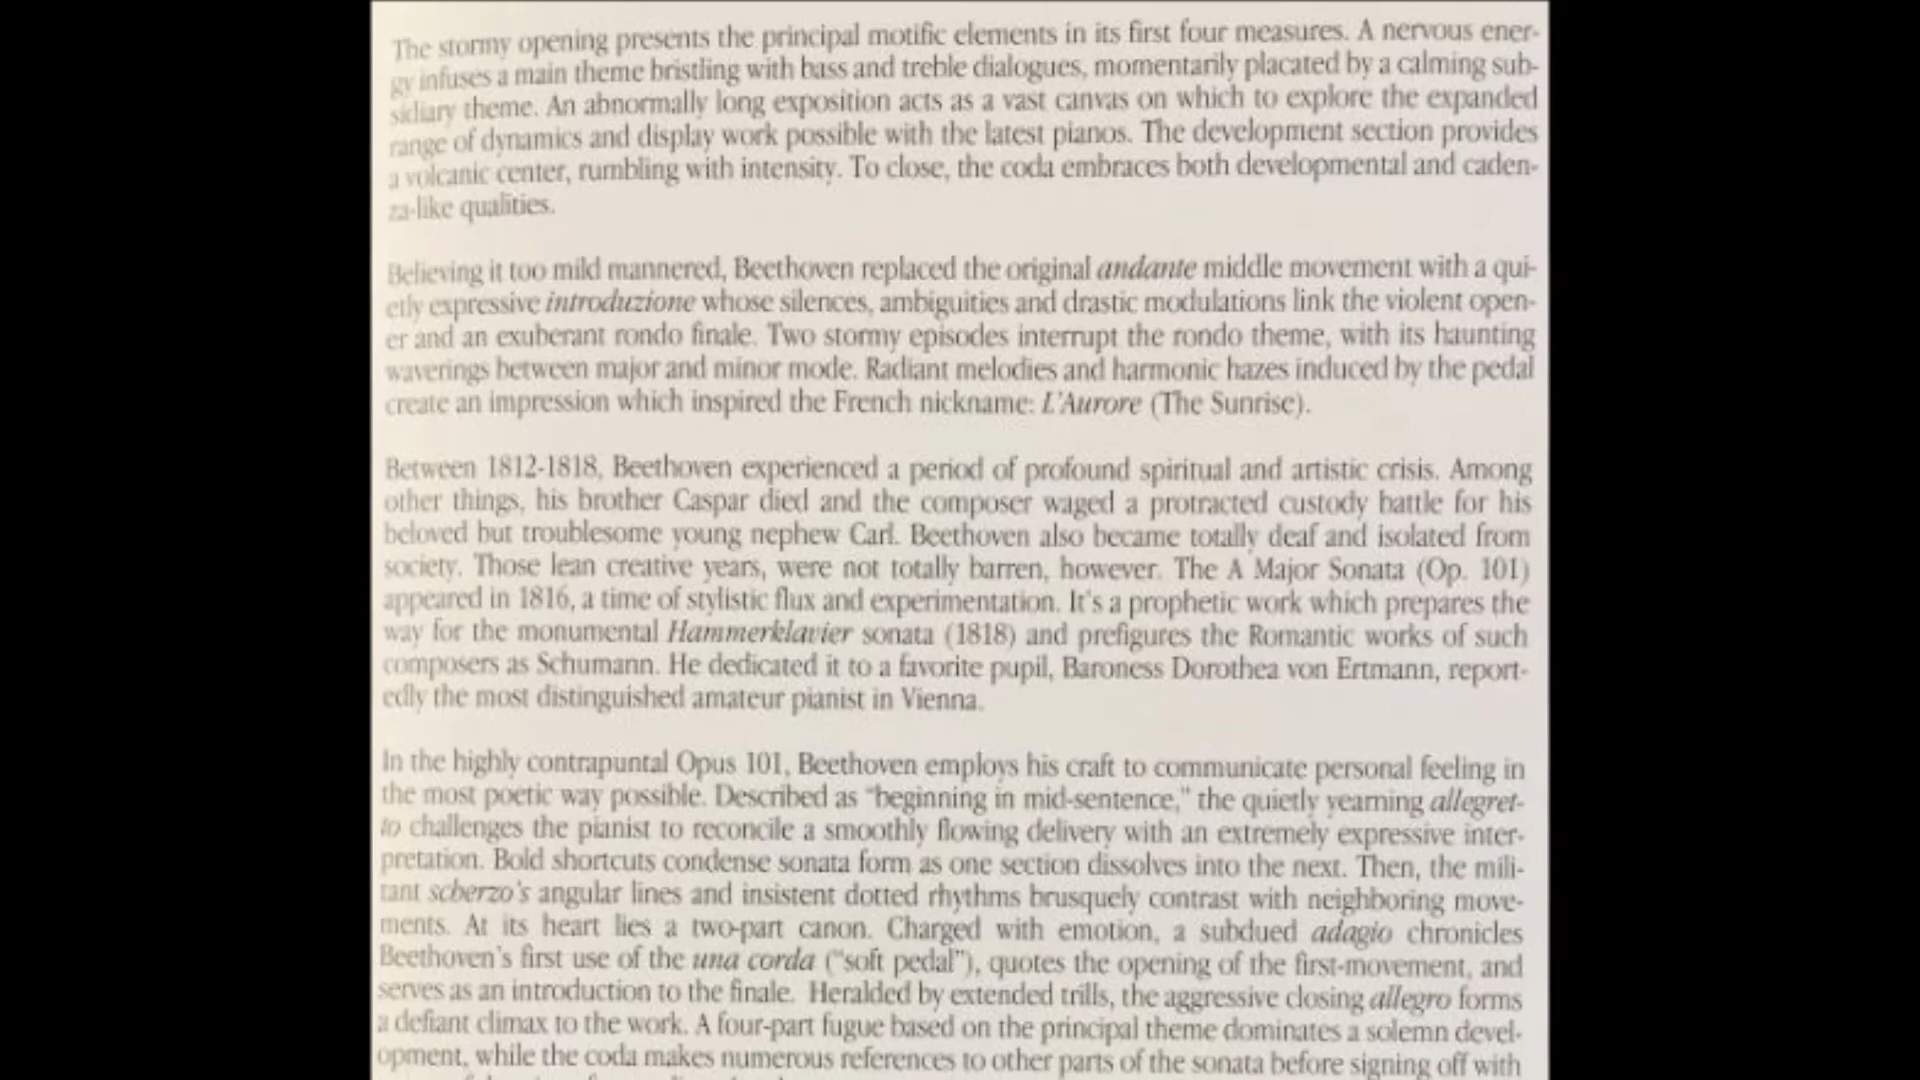 The stormy opening presents the principal motific elements in its first four measures. A nervous ener-
gy infuses a main theme bristling with bass and treble dialogues, momentarily placated by a calming sub-
sidiary theme. An abnormally long exposition acts as a vast canvas on which to explore the expanded
range of dynamics and display work possible with the latest pianos. The development section provides
a volcanic center, rumbling with intensity. To close, the coda embraces both developmental and caden-
za-like qualities.
Believing it too mild mannered, Beethoven replaced the original andante middle movement with a qui-
etly expressive introduzione whose silences, ambiguities and drastic modulations link the violent open-
er and an exuberant rondo finale. Two stormy episodes interrupt the rondo theme, with its haunting
waverings between major and minor mode. Radiant melodies and harmonic hazes induced by the pedal
create an impression which inspired the French nickname: L'Aurore (The Sunrise).
Between 1812-1818, Beethoven experienced a period of profound spiritual and artistic crisis. Among
other things, his brother Caspar died and the composer waged a protracted custody battle for his
beloved but troublesome young nephew Carl. Beethoven also became totally deaf and isolated from
society. Those lean creative years, were not totally barren, however. The A Major Sonata (Op. 101)
appeared in 1816, a time of stylistic flux and experimentation. It's a prophetic work which prepares the
way for the monumental Hammerklavier sonata (1818) and prefigures the Romantic works of such
composers as Schumann. He dedicated it to a favorite pupil, Baroness Dorothea von Ertmann, report-
edly the most distinguished amateur pianist in Vienna.
In the highly contrapuntal Opus 101, Beethoven employs his craft to communicate personal feeling in
the most poetic way possible. Described as "beginning in mid-sentence," the quietly yearning allegret-
to challenges the pianist to reconcile a smoothly flowing delivery with an extremely expressive inter-
pretation. Bold shortcuts condense sonata form as one section dissolves into the next. Then, the mili-
tant scherzo's angular lines and insistent dotted rhythms brusquely contrast with neighboring move-
ments. At its heart lies a two-part canon. Charged with emotion, a subdued adagio chronicles
Beethoven's first use of the una corda ("soft pedal"), quotes the opening of the first-movement, and
serves as an introduction to the finale. Heralded by extended trills, the aggressive closing allegro forms
a defiant climax to the work. A four-part fugue based on the principal theme dominates a solemn devel-
opment, while the coda makes numerous references to other parts of the sonata before signing off with